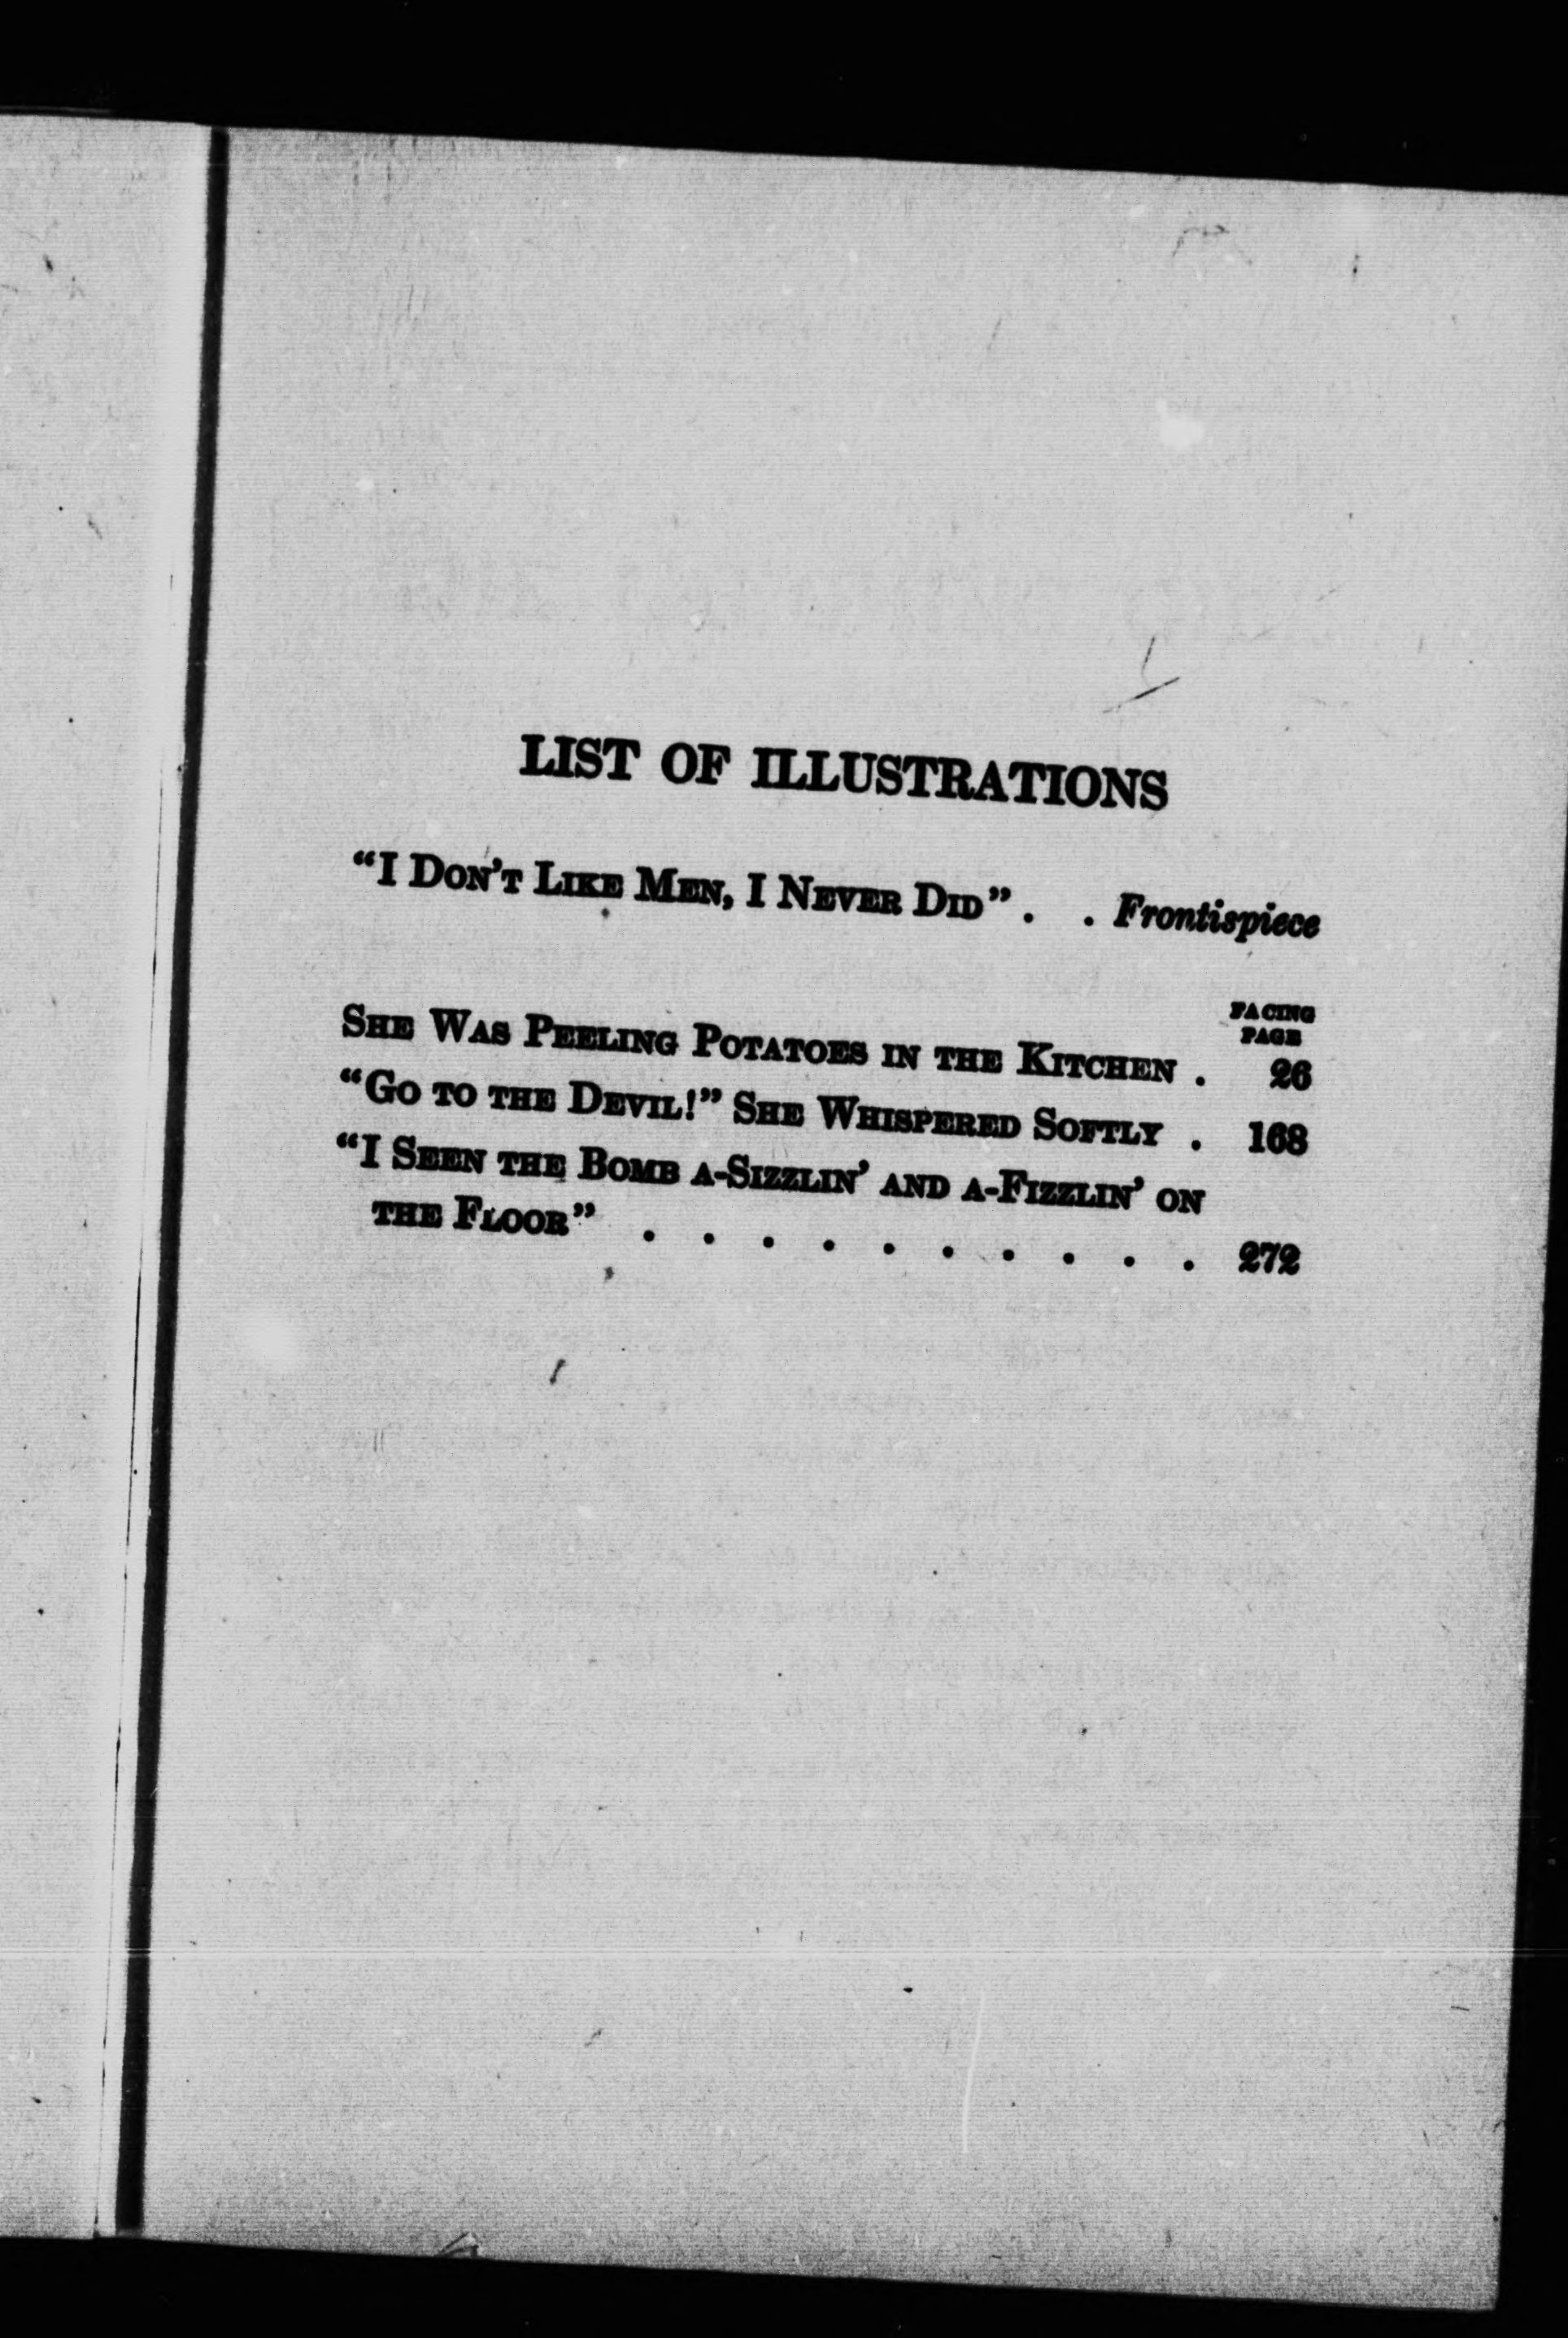 LIST OF ILLUSTRATIONS
“I Don’t Like Men, I Never Did” . . Frontispiece
FACING
PAGE
She Was Peeling Potatoes in the Kitchen . 26
“Go to the Devil!” She Whispered Softly . 168
“I Seen the Bomb a-Sizzlin’ and a-Fizzlin’ on
the Floor” . . . . . . . . . . 272